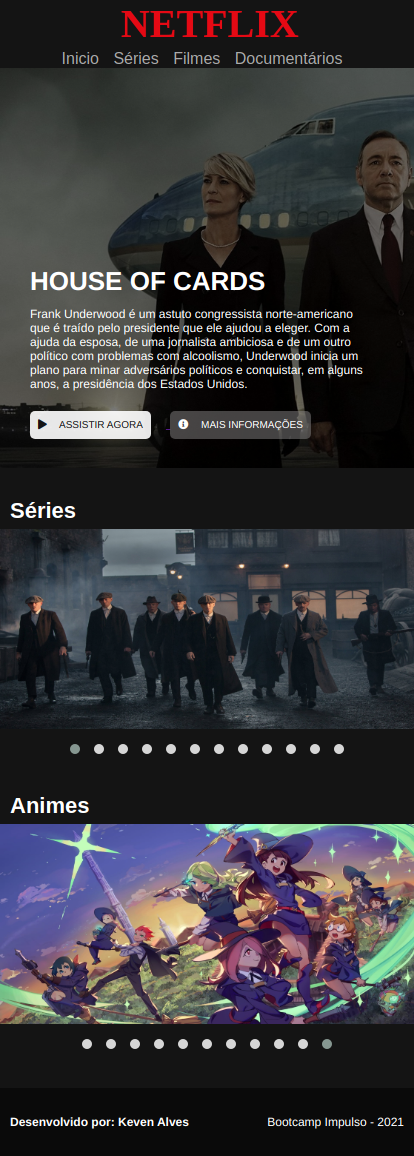 NETFLIX
Inicio Séries Filmes Documentários
HOUSE OF CARDS
Frank Underwood é um astuto congressista norte-americano
que é traído pelo presidente que ele ajudou a eleger. Com a
ajuda da esposa, de uma jornalista ambiciosa e de um outro
político com problemas com alcoolismo, Underwood inicia um
plano para minar adversários políticos e conquistar, em alguns
anos, a presidência dos Estados Unidos.
ASSISTIR AGORA MAIS INFORMAÇÕES
Séries
Animes
Desenvolvido por: Keven Alves Bootcamp Impulso - 2021